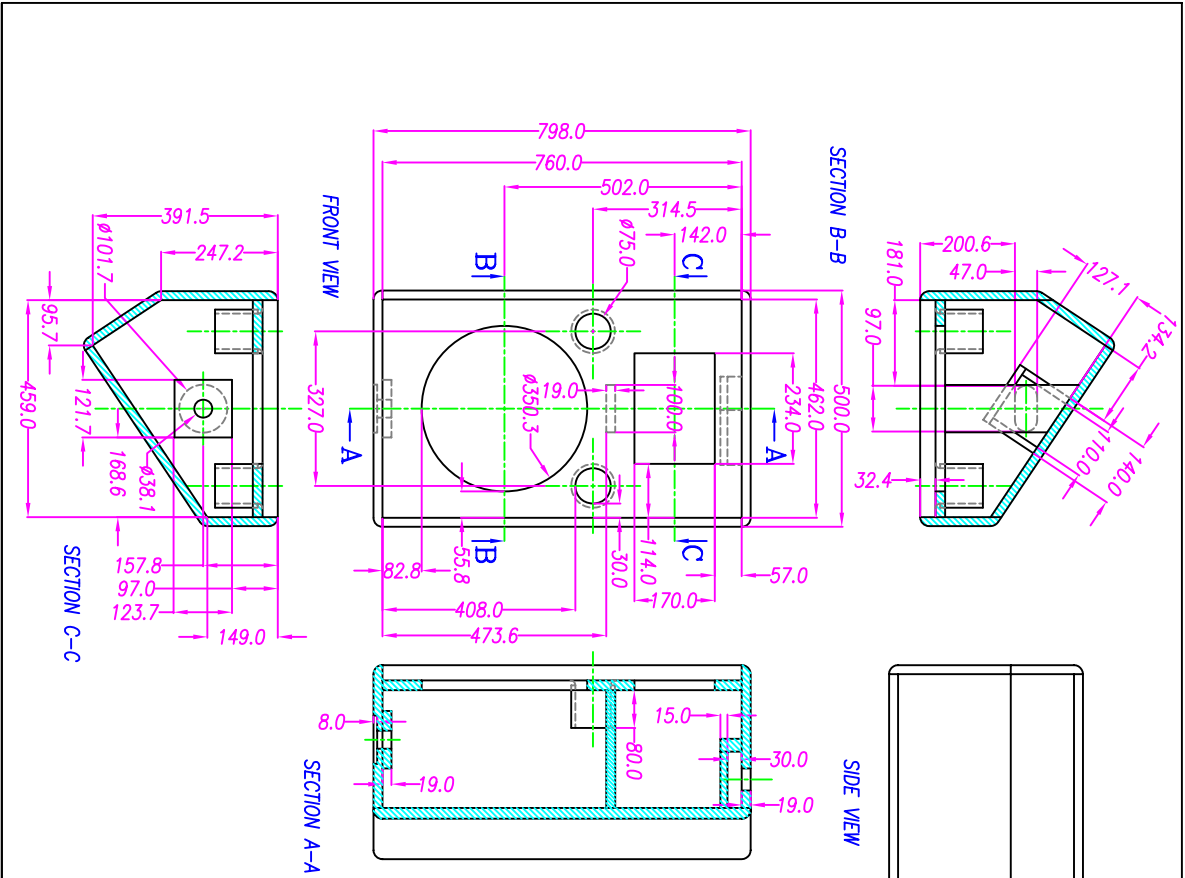 798.0
760.0
502.0
314.5
142.0
ø75.0
C
B
FRONT VIEW
327.0
ø350.3
19.0
100.0
234.0
462.0
500.0
A
A
B
C
55.8
30.0
114.0
82.8
57.0
170.0
408.0
473.6
SECTION B-B
200.6
47.0
181.0
97.0
127.1
134.2
110.0
140.0
32.4
391.5
247.2
ø101.7
95.7
459.0
121.7
168.6
ø38.1
157.8
97.0
123.7
149.0
SECTION C-C
8.0
19.0
80.0
15.0
30.0
19.0
SECTION A-A
SIDE VIEW